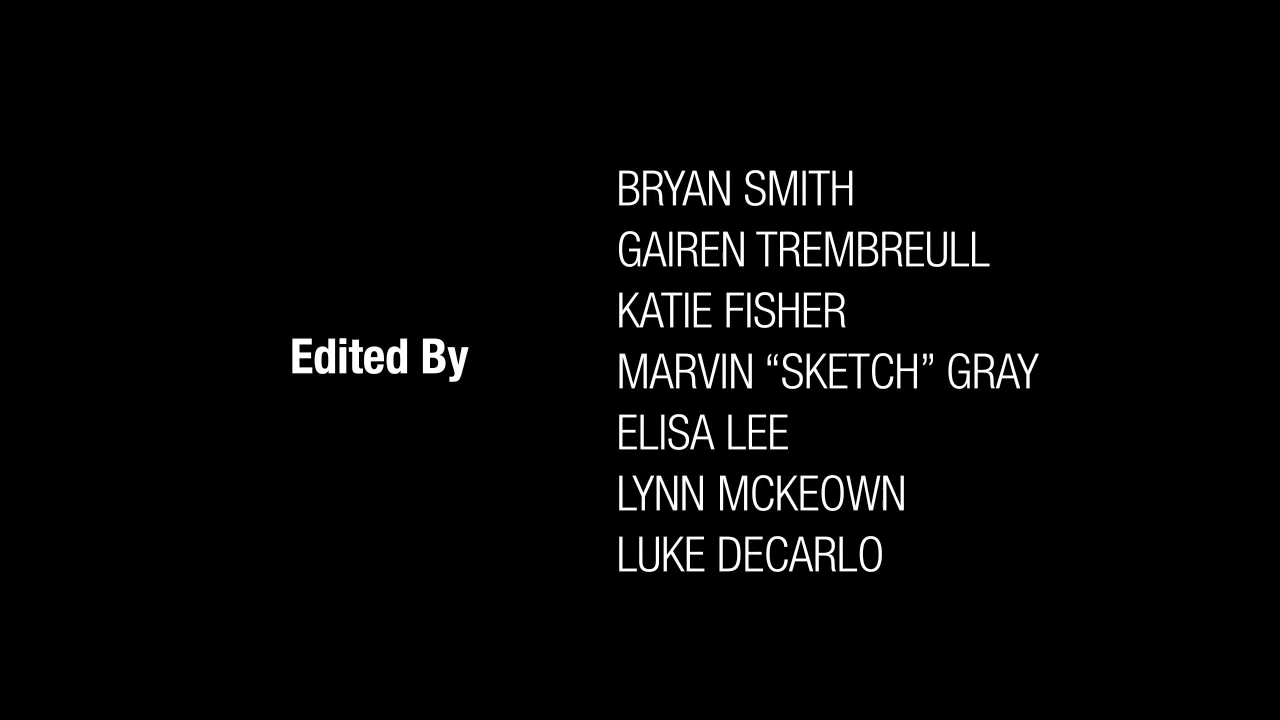 Edited By
BRYAN SMITH
GAIREN TREMBREULL
KATIE FISHER
MARVIN “SKETCH” GRAY
ELISA LEE
LYNN MCKEOWN
LUKE DECARLO